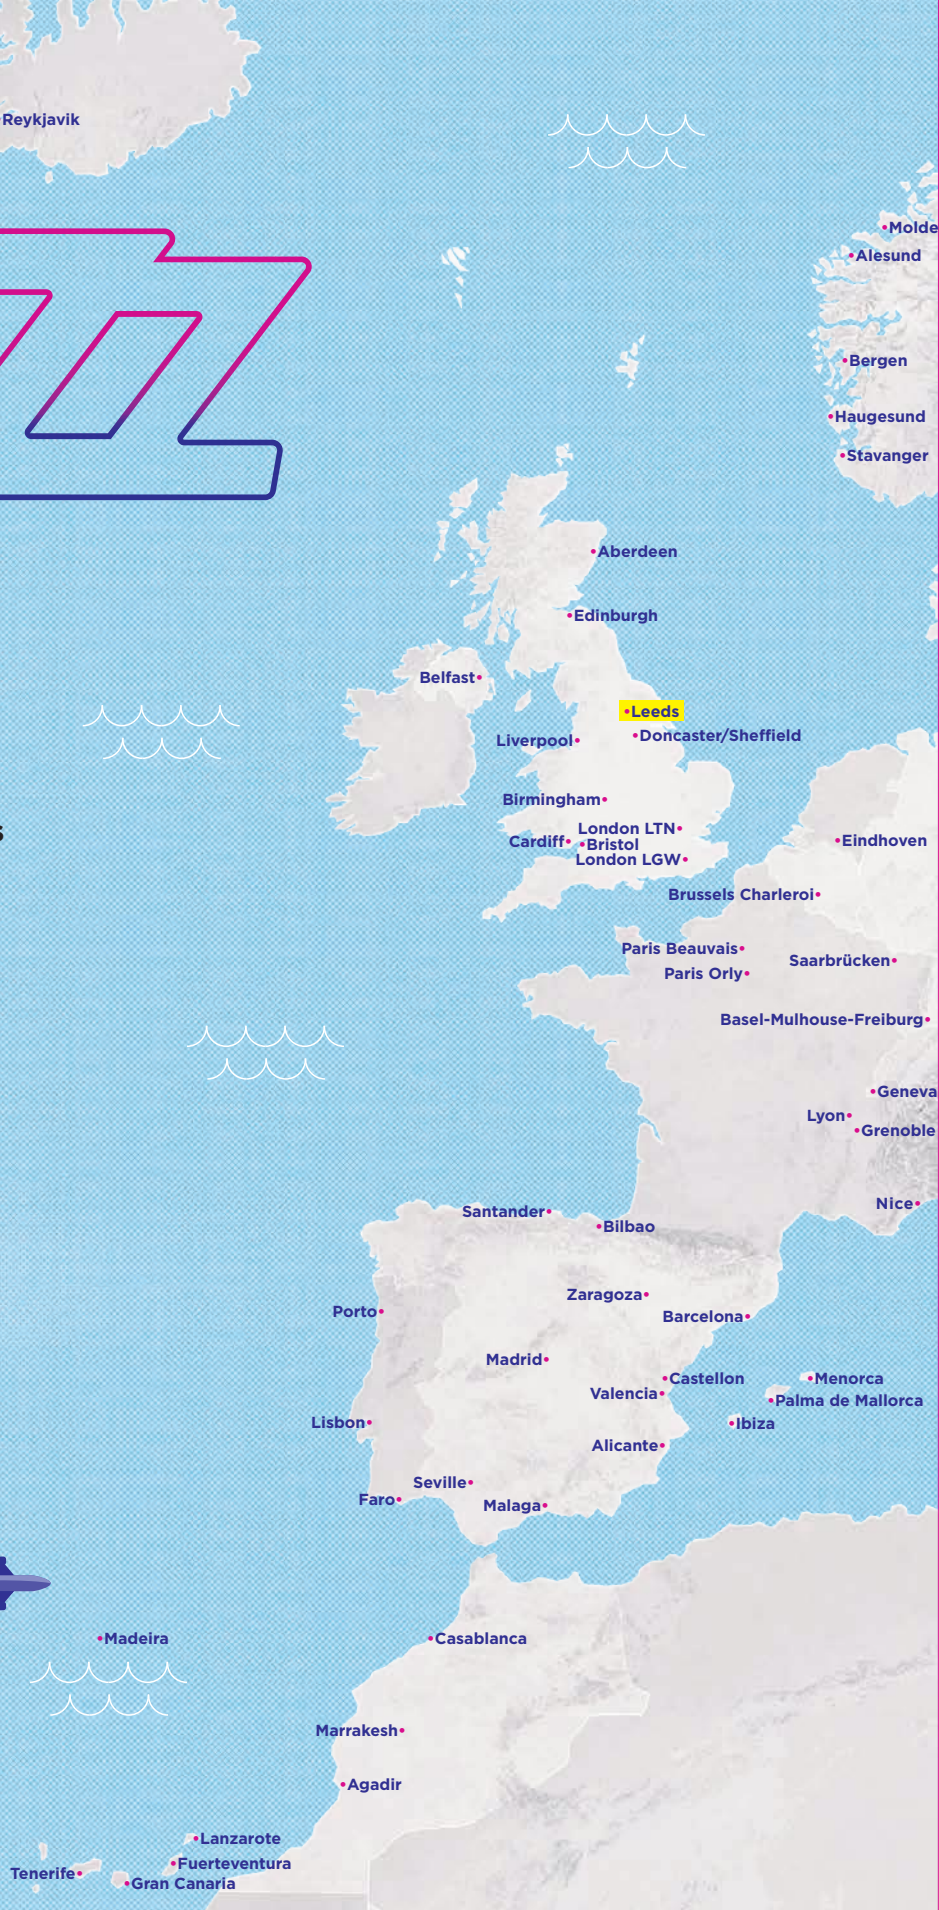 Reykjavik
Molde
Alesund
Bergen
Haugesund
Stavanger
Aberdeen
Edinburgh
Belfast
Leeds
Doncaster/Sheffield
Liverpool
Birmingham
London LTN
Cardiff
Bristol
London LGW
Eindhoven
Brussels Charleroi
Paris Beauvais
Saarbrücken
Paris Orly
Basel-Mulhouse-Freiburg
Geneva
Lyon
Grenoble
Nice
Santander
Bilbao
Zaragoza
Porto
Barcelona
Madrid
Castellon
Menorca
Valencia
Palma de Mallorca
Lisbon
Ibiza
Alicante
Seville
Faro
Malaga
Madeira
Casablanca
Marrakesh
Agadir
Lanzarote
Fuerteventura
Tenerife
Gran Canaria